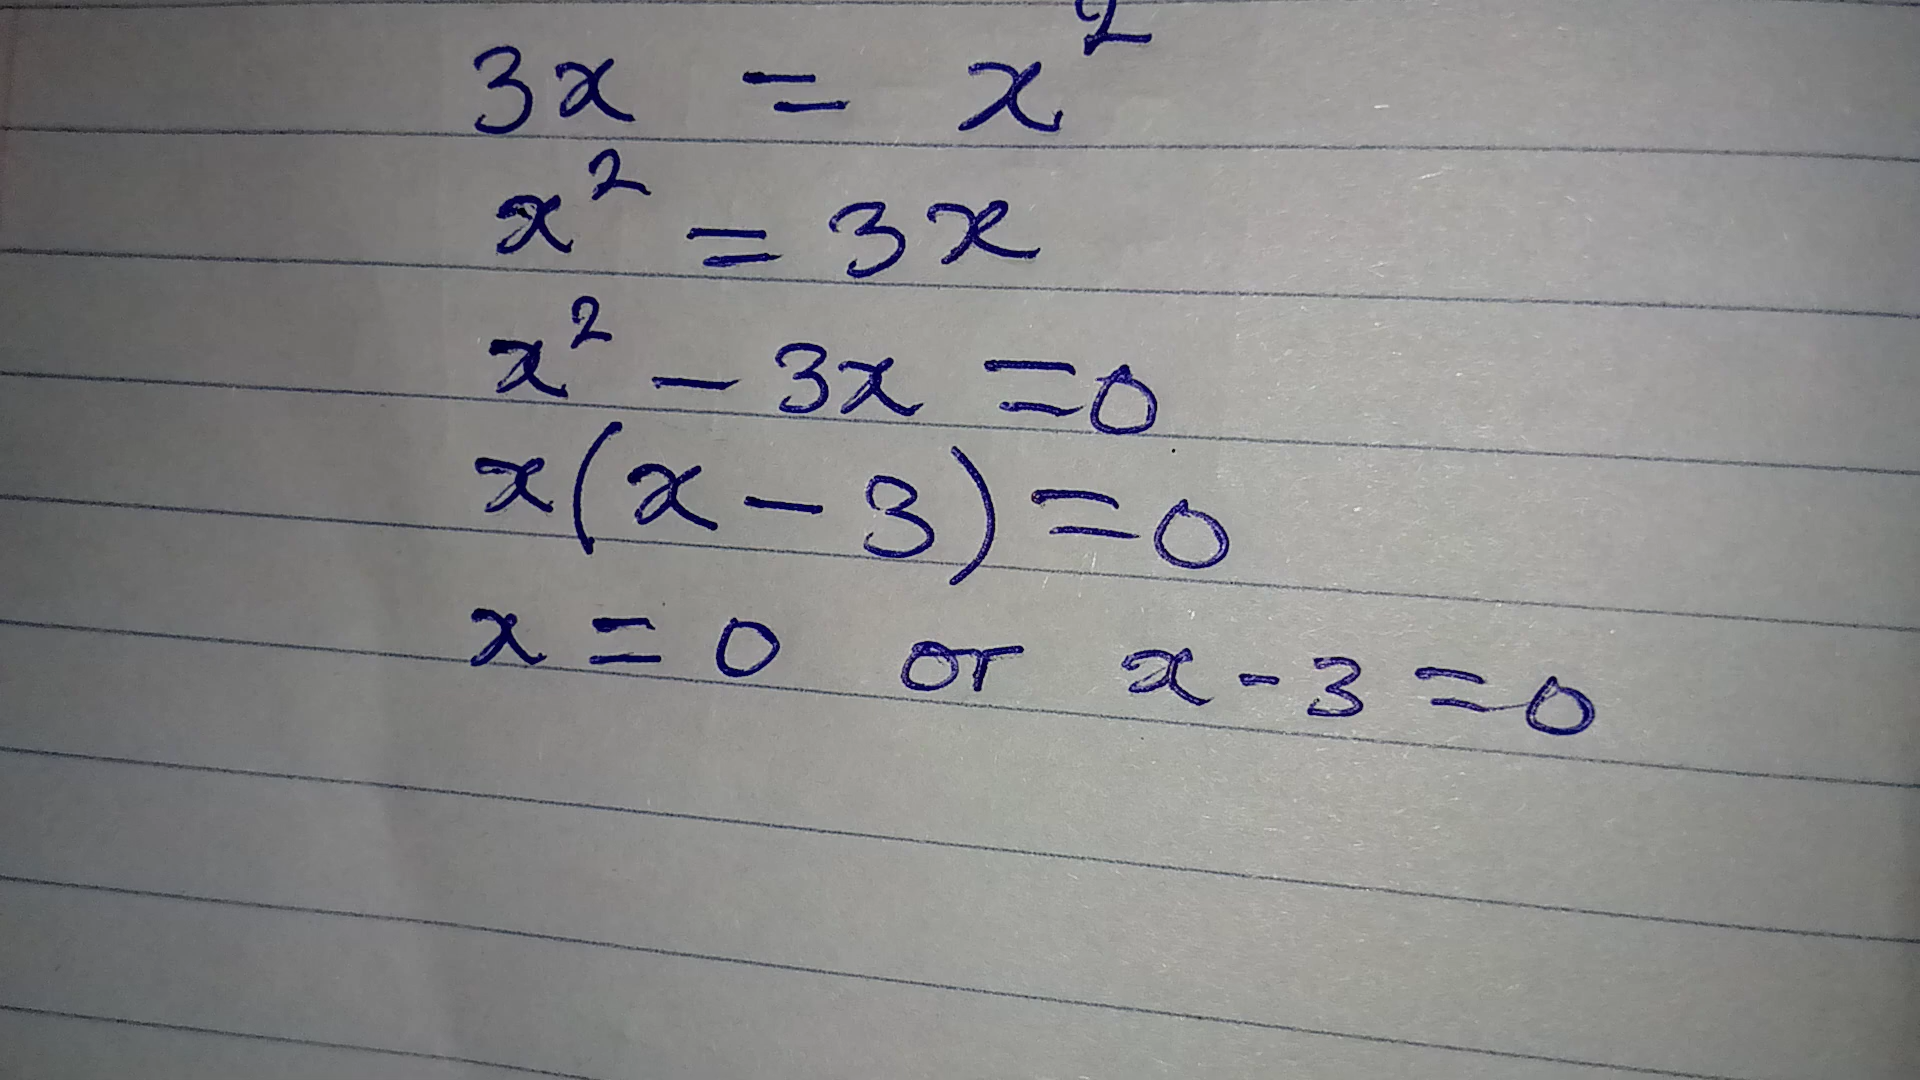 3x = x²
x² = 3x
x² - 3x = 0
x(x - 3) = 0
x = 0 or x - 3 = 0